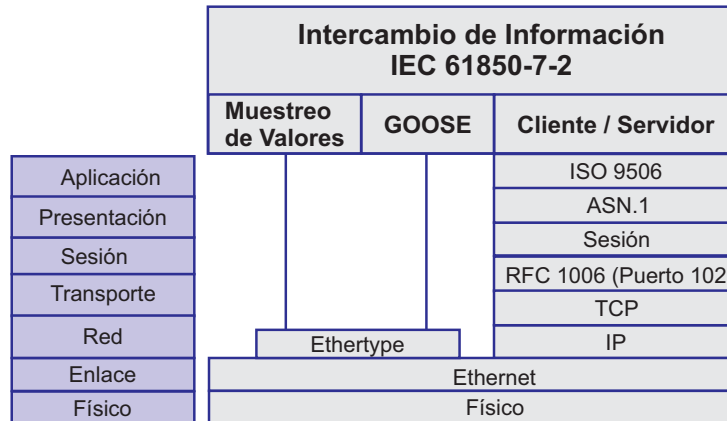 Intercambio de Información
IEC 61850-7-2
Muestreo
de Valores
GOOSE
Cliente / Servidor
Aplicación
Presentación
Sesión
Transporte
Red
Enlace
Físico
ISO 9506
ASN.1
Sesión
RFC 1006 (Puerto 102
TCP
IP
Ethertype
Ethernet
Físico